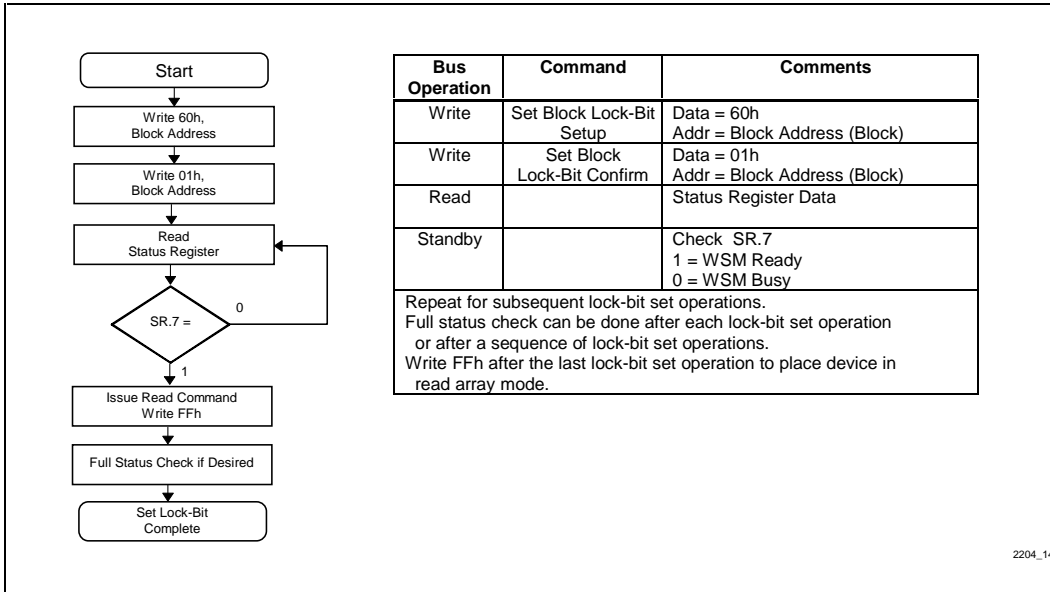 Start
Write 60h,
Block Address
Write 01h,
Block Address
Read
Status Register
SR.7 =
0
1
Issue Read Command
Write FFh
Full Status Check if Desired
Set Lock-Bit
Complete
Bus
Operation
Command
Comments
Write
Set Block Lock-Bit
Setup
Data = 60h
Addr = Block Address (Block)
Write
Set Block
Lock-Bit Confirm
Data = 01h
Addr = Block Address (Block)
Read
Status Register Data
Standby
Check SR.7
1 = WSM Ready
0 = WSM Busy
Repeat for subsequent lock-bit set operations.
Full status check can be done after each lock-bit set operation
or after a sequence of lock-bit set operations.
Write FFh after the last lock-bit set operation to place device in
read array mode.
2204_14